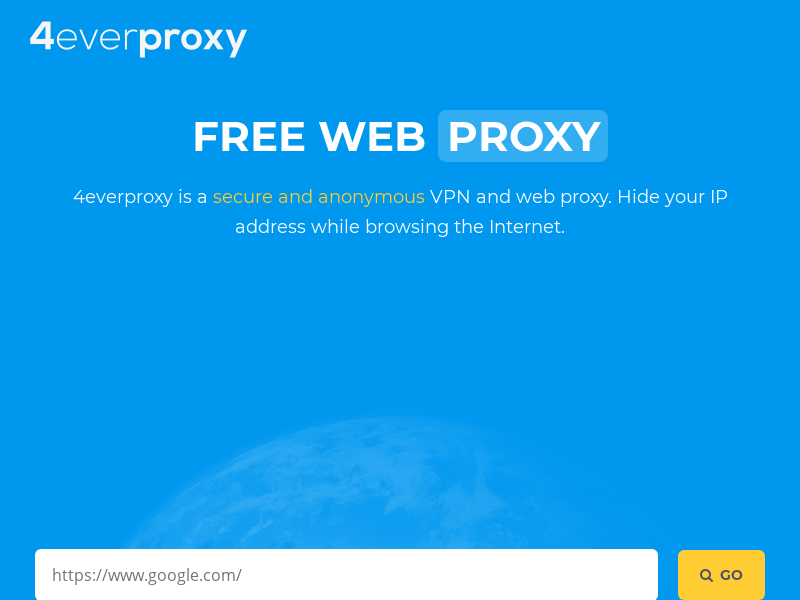 4everproxy
FREE WEB PROXY
4everproxy is a secure and anonymous VPN and web proxy. Hide your IP
address while browsing the Internet.
https://www.google.com/
GO